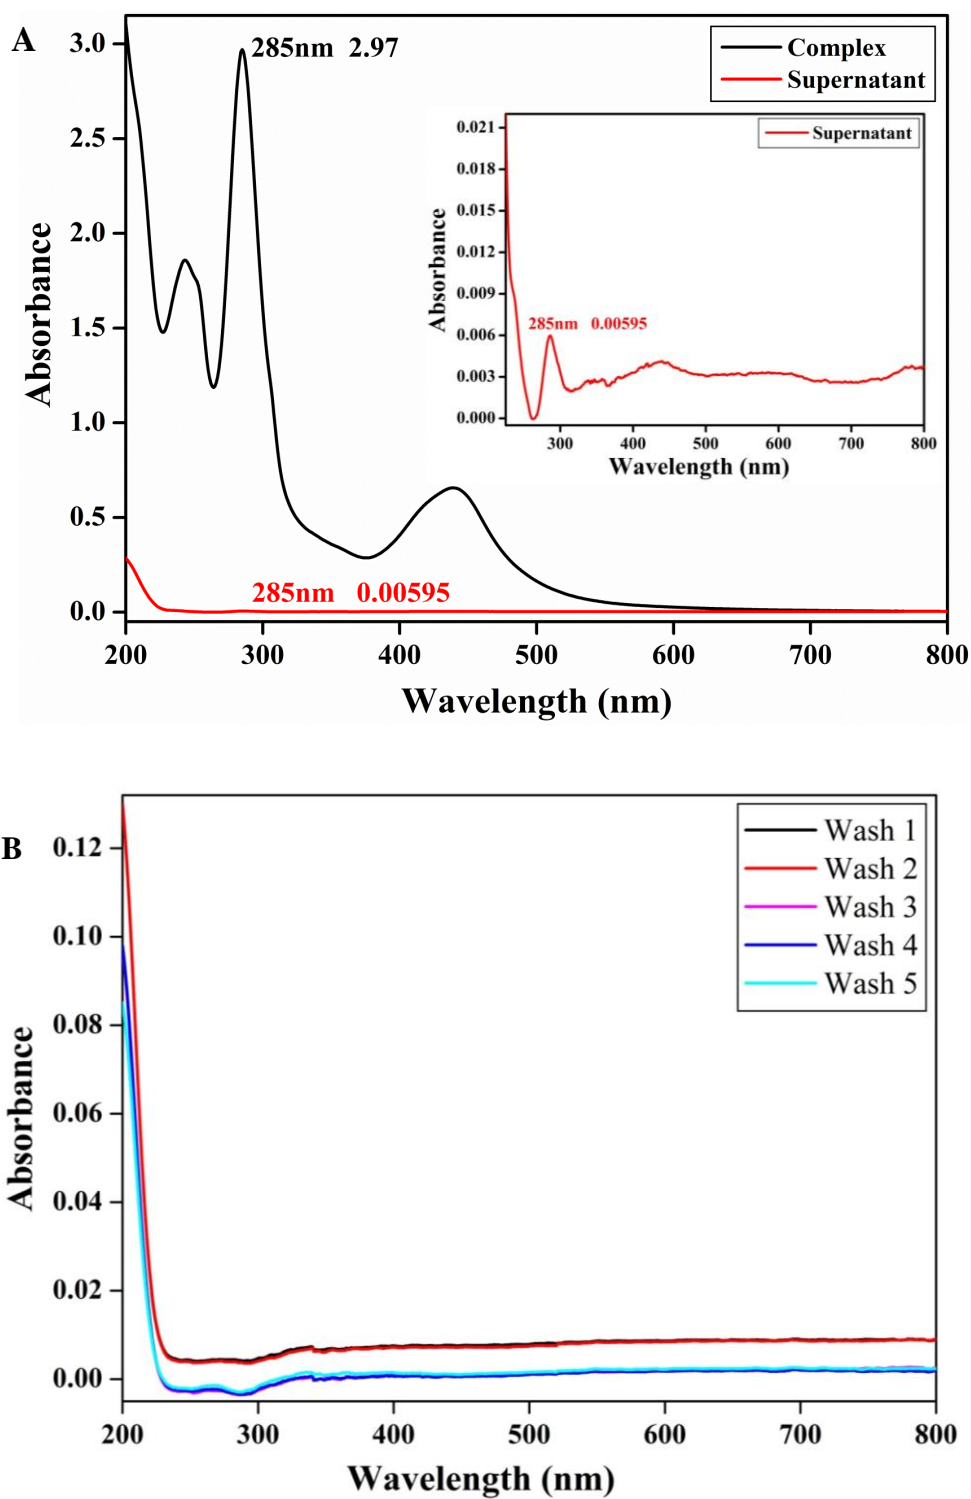 A
285nm 2.97
Complex
Supernatant
3.0
2.5
2.0
1.5
1.0
0.5
0.0
Absorbance
285nm 0.00595
200 300 400 500 600 700 800
Wavelength (nm)
Supernatant
0.021
0.018
0.015
0.012
0.009
0.006
0.003
0.000
Absorbance
285nm 0.00595
300 400 500 600 700 800
Wavelength (nm)
B
Wash 1
Wash 2
Wash 3
Wash 4
Wash 5
0.12
0.10
0.08
0.06
0.04
0.02
0.00
Absorbance
200 300 400 500 600 700 800
Wavelength (nm)